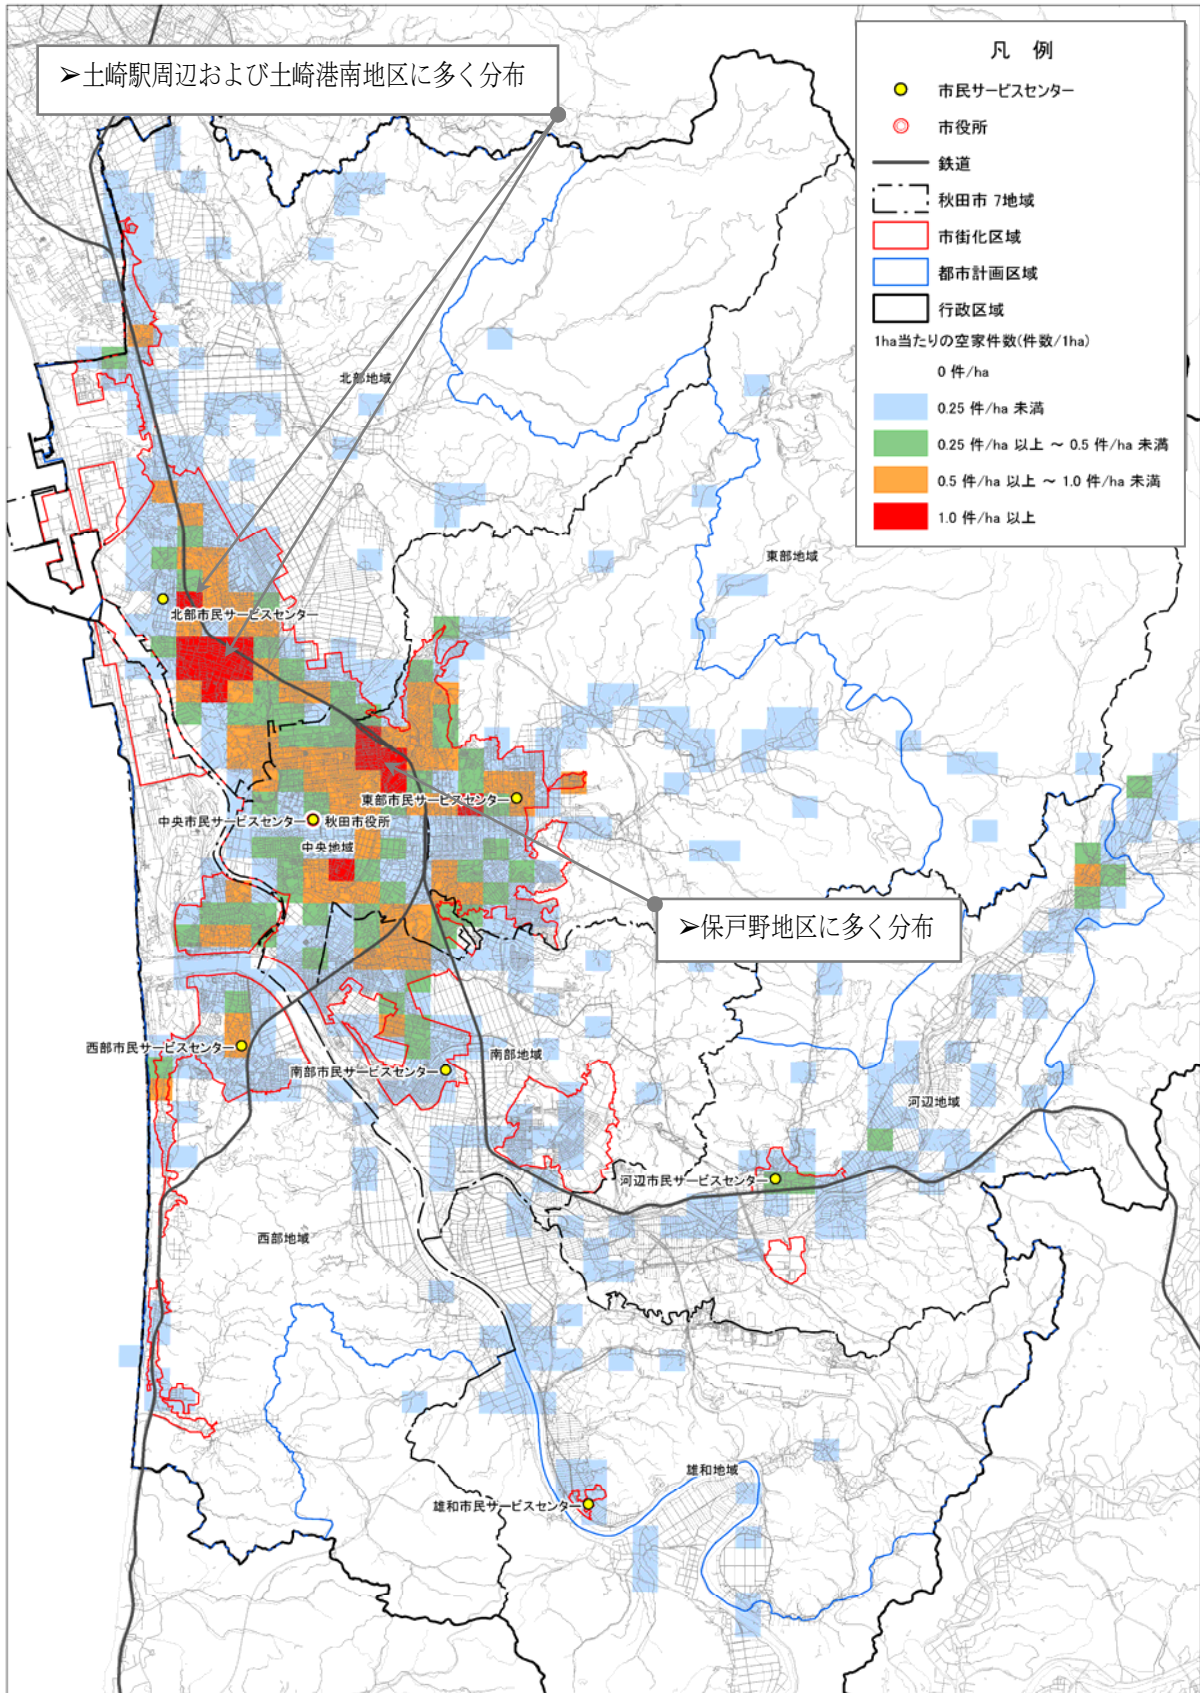 ➢土崎駅周辺および土崎港南地区に多く分布
凡 例
市民サービスセンター
市役所
鉄道
秋田市 7地域
市街化区域
都市計画区域
行政区域
1ha当たりの空家件数(件数/1ha)
0 件/ha
0.25 件/ha 未満
0.25 件/ha 以上 ～ 0.5 件/ha 未満
0.5 件/ha 以上 ～ 1.0 件/ha 未満
1.0 件/ha 以上
北部地域
東部地域
北部市民サービスセンター
東部市民サービスセンター
中央市民サービスセンター
秋田市役所
中央地域
➢保戸野地区に多く分布
西部市民サービスセンター
南部地域
南部市民サービスセンター
河辺地域
河辺市民サービスセンター
西部地域
雄和地域
雄和市民サービスセンター